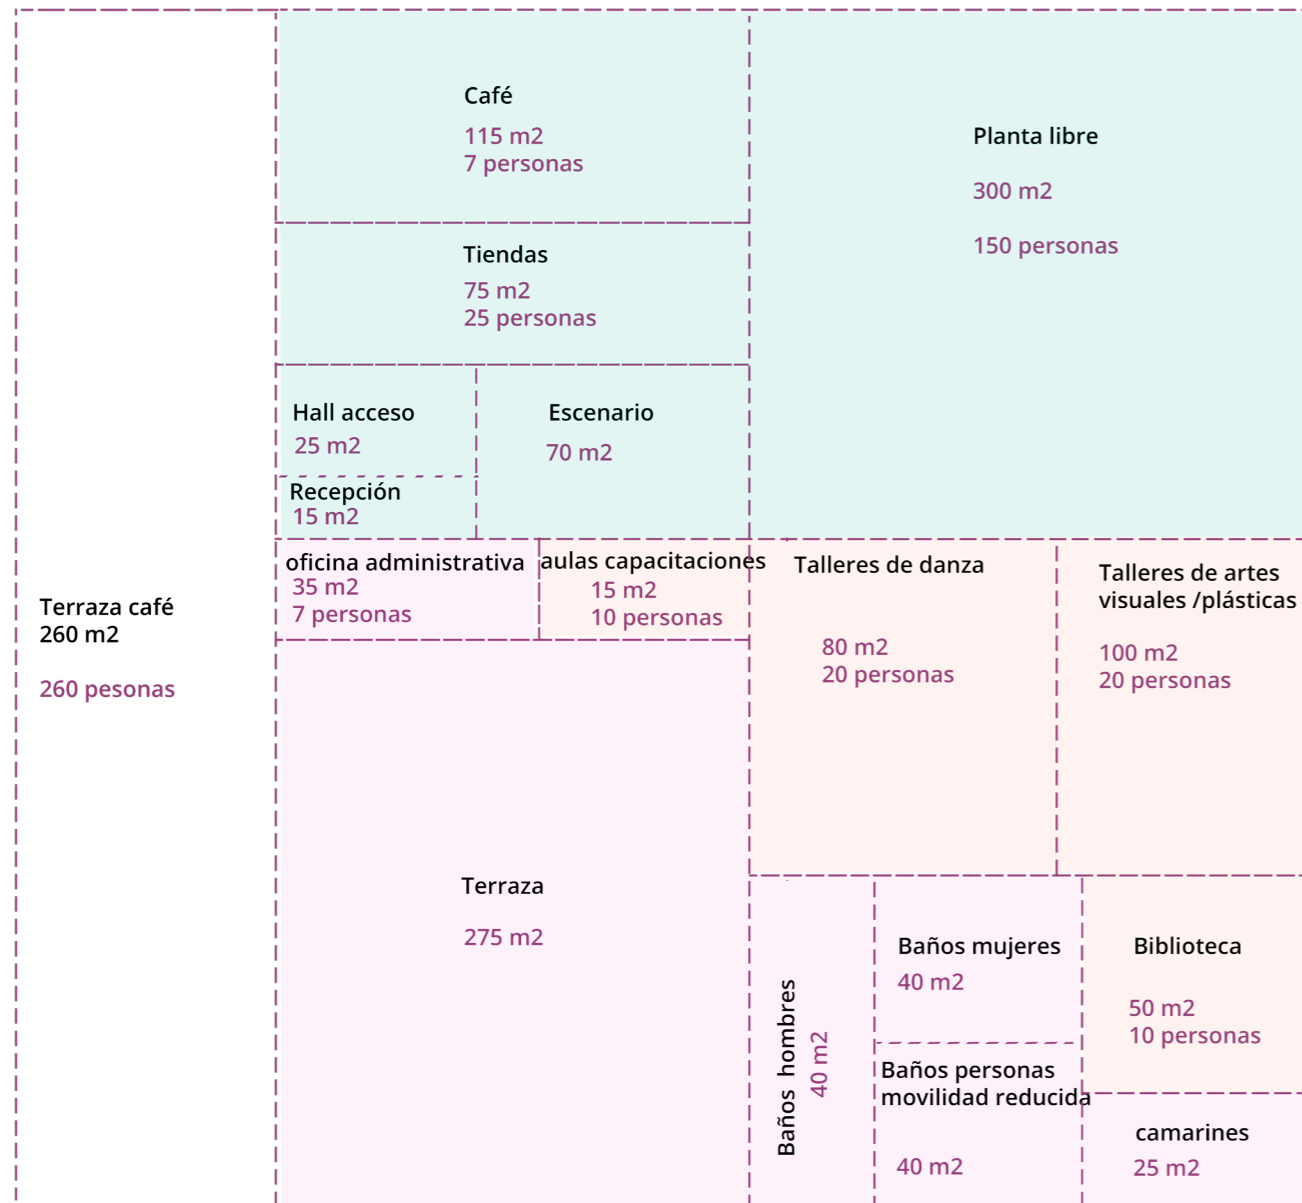 Café
115 m2
7 personas
Planta libre
300 m2
150 personas
Tiendas
75 m2
25 personas
Hall acceso
25 m2
Escenario
70 m2
Recepción
15 m2
oficina administrativa
35 m2
7 personas
aulas capacitaciones
15 m2
10 personas
Talleres de danza
80 m2
20 personas
Talleres de artes
visuales /plásticas
100 m2
20 personas
Terraza café
260 m2
260 pesonas
Terraza
275 m2
Baños hombres
40 m2
Baños mujeres
40 m2
Baños personas
movilidad reducida
40 m2
Biblioteca
50 m2
10 personas
camarines
25 m2